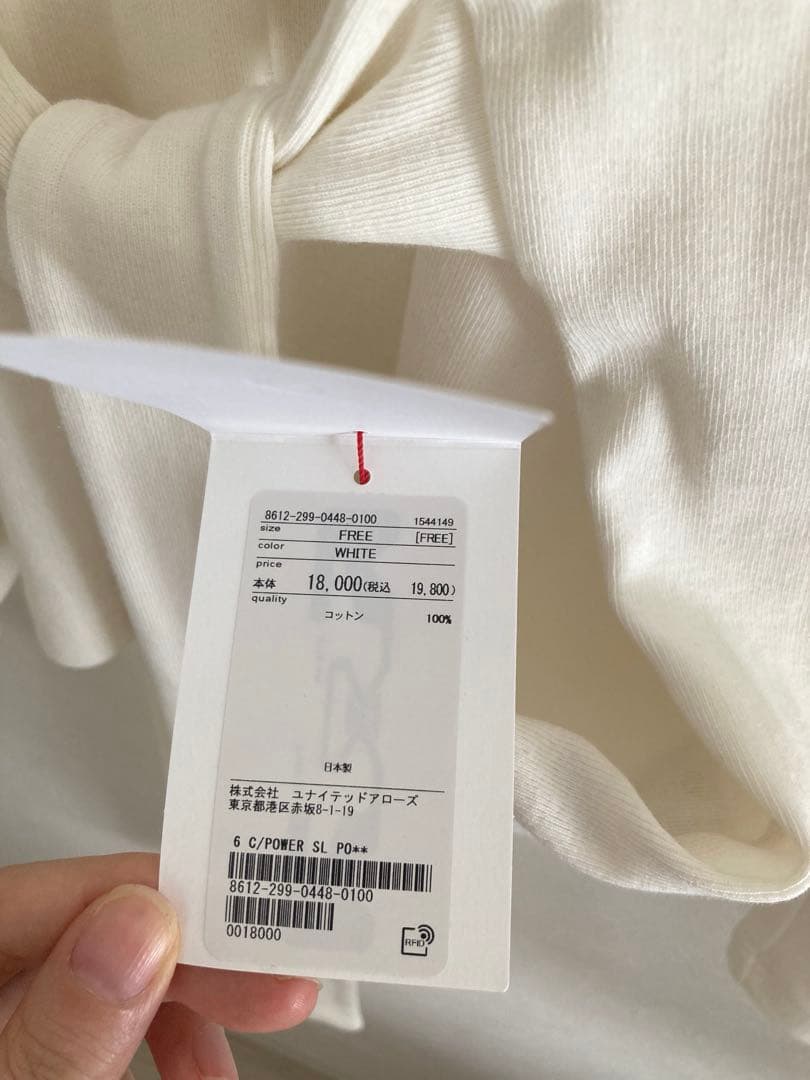 8612-299-0448-0100 1544149
size FREE [FREE]
color WHITE
price
本体 18,000(税込 19,800)
quality
コットン 100%
日本製
株式会社 ユナイテッドアローズ
東京都港区赤坂8-1-19
6 C/POWER SL PO**
8612-299-0448-0100
0018000
RFID